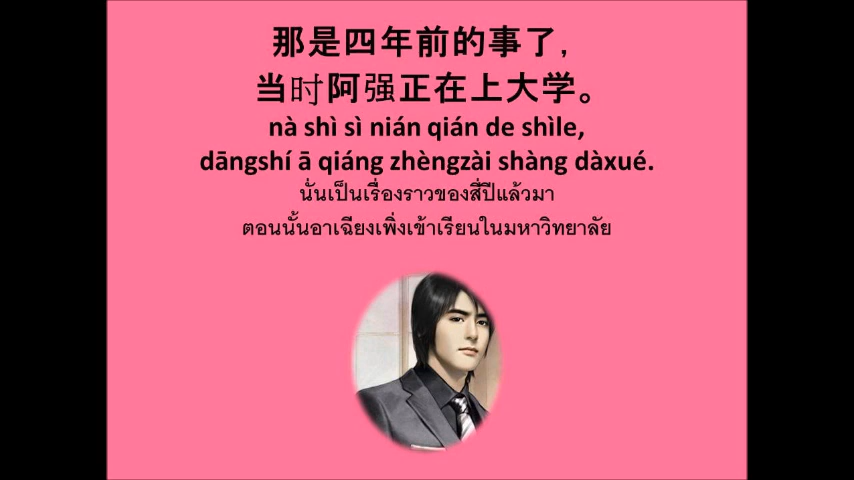 那是四年前的事了,
当时阿强正在上大学。
nà shì sì nián qián de shìle,
dāngshí ā qiáng zhèngzài shàng dàxué.
นั่นเป็นเรื่องราวของสี่ปีแล้วมา
ตอนนั้นอาเฉียงเพิ่งเข้าเรียนในมหาวิทยาลัย